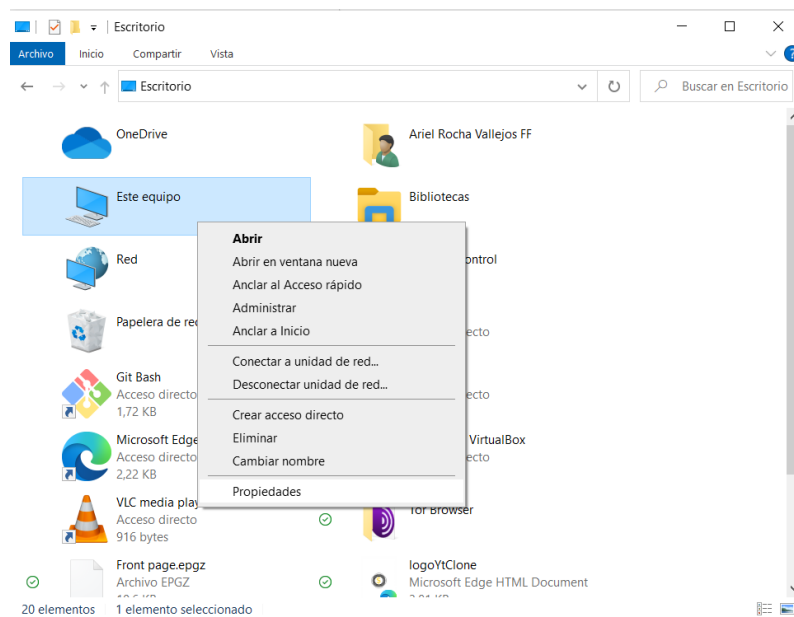 Escritorio
Archivo Inicio Compartir Vista
Escritorio
Buscar en Escritorio
OneDrive
Ariel Rocha Vallejos FF
Este equipo
Bibliotecas
Red
Papelera de rec
Git Bash
Acceso directo
1,72 KB
Microsoft Edge
Acceso directo
2,22 KB
VLC media play
Acceso directo
916 bytes
Front page.epgz
Archivo EPGZ
Abrir
Abrir en ventana nueva
Anclar al Acceso rápido
Administrar
Anclar a Inicio
Conectar a unidad de red...
Desconectar unidad de red...
Crear acceso directo
Eliminar
Cambiar nombre
Propiedades
ontrol
ecto
ecto
VirtualBox
ecto
Tor Browser
logoYtClone
Microsoft Edge HTML Document
20 elementos 1 elemento seleccionado